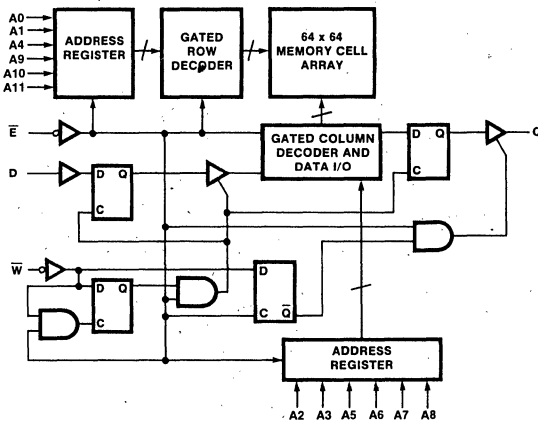 A0
A1
A4
A9
A10
A11
ADDRESS
REGISTER
GATED
ROW
DECODER
64 x 64
MEMORY CELL
ARRAY
E
D
D Q
C
GATED COLUMN
DECODER AND
DATA I/O
D Q
C
W
D Q
C
D
Q
ADDRESS
REGISTER
A2 A3 A5 A6 A7 A8